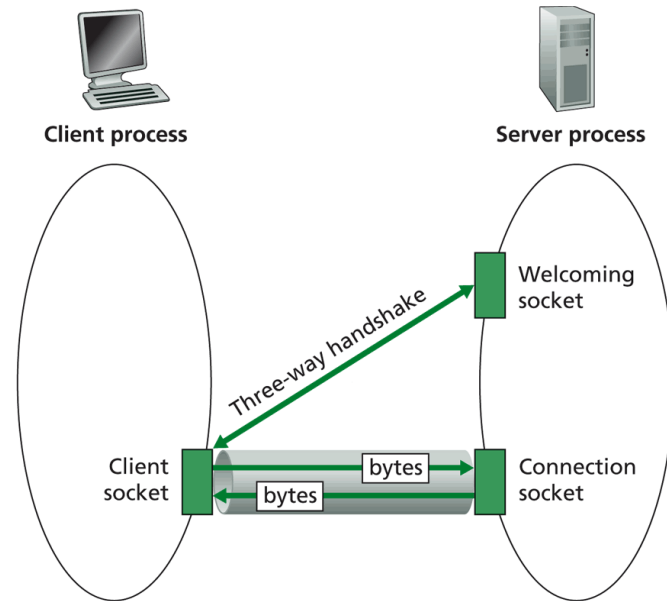 Client process
Server process
Welcoming
socket
Three-way handshake
Client
socket
bytes
bytes
Connection
socket